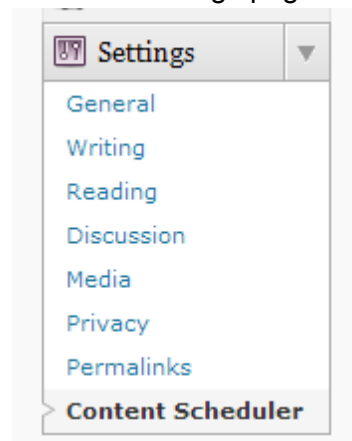 Settings
General
Writing
Reading
Discussion
Media
Privacy
Permalinks
Content Scheduler